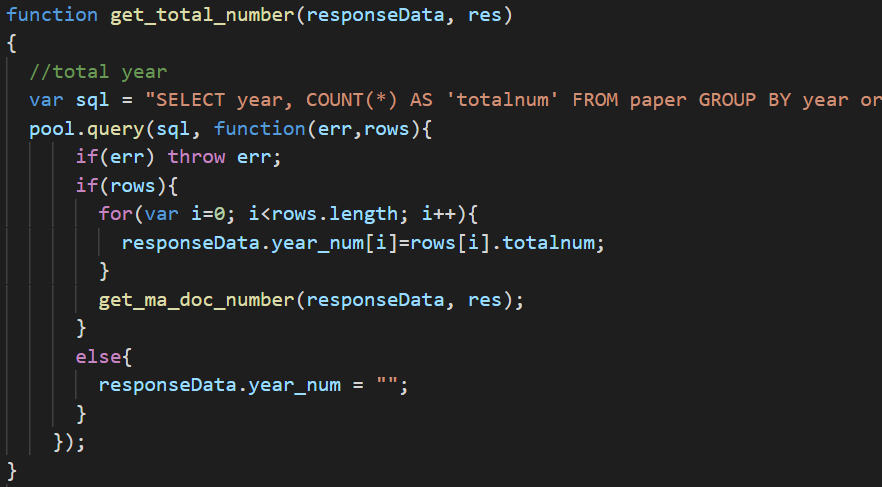 function get_total_number(responseData, res)
{
//total year
var sql = "SELECT year, COUNT(*) AS 'totalnum' FROM paper GROUP BY year or
pool.query(sql, function(err,rows){
if(err) throw err;
if(rows){
for(var i=0; i<rows.length; i++){
responseData.year_num[i]=rows[i].totalnum;
}
get_ma_doc_number(responseData, res);
}
else{
responseData.year_num = "";
}
});
}